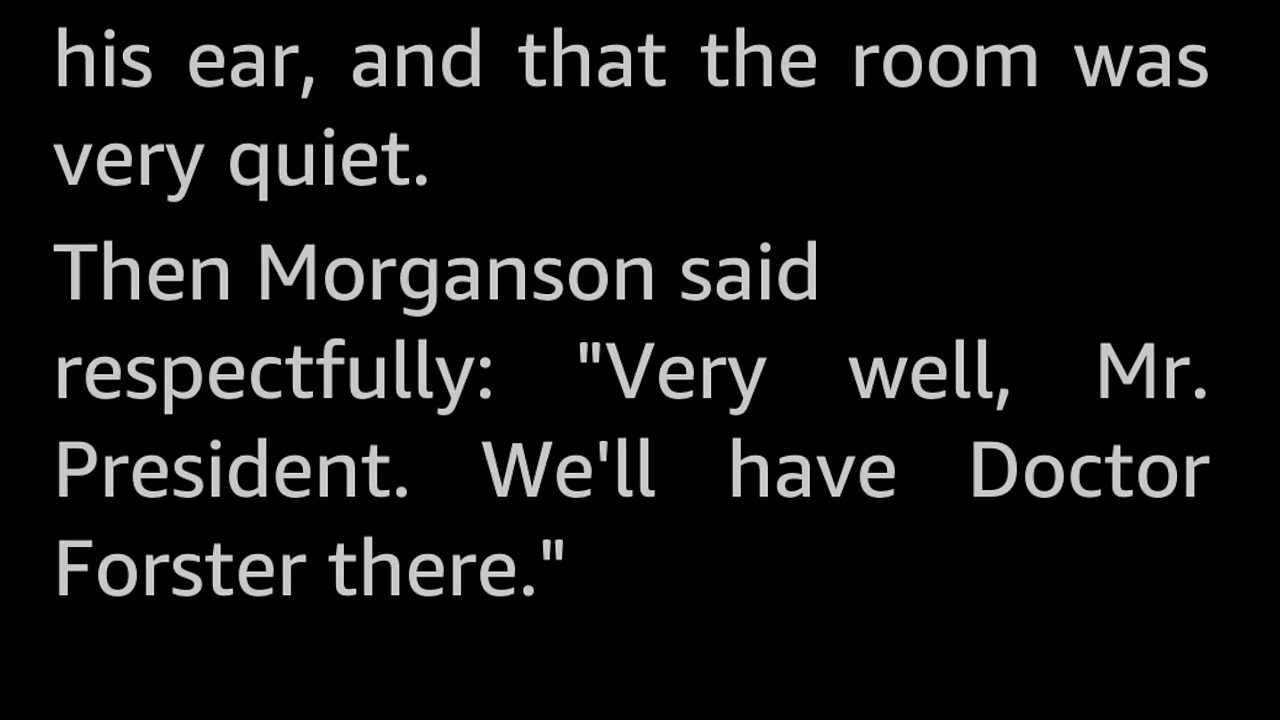 his ear, and that the room was
very quiet.
Then Morganson said
respectfully: "Very well, Mr.
President. We'll have Doctor
Forster there."